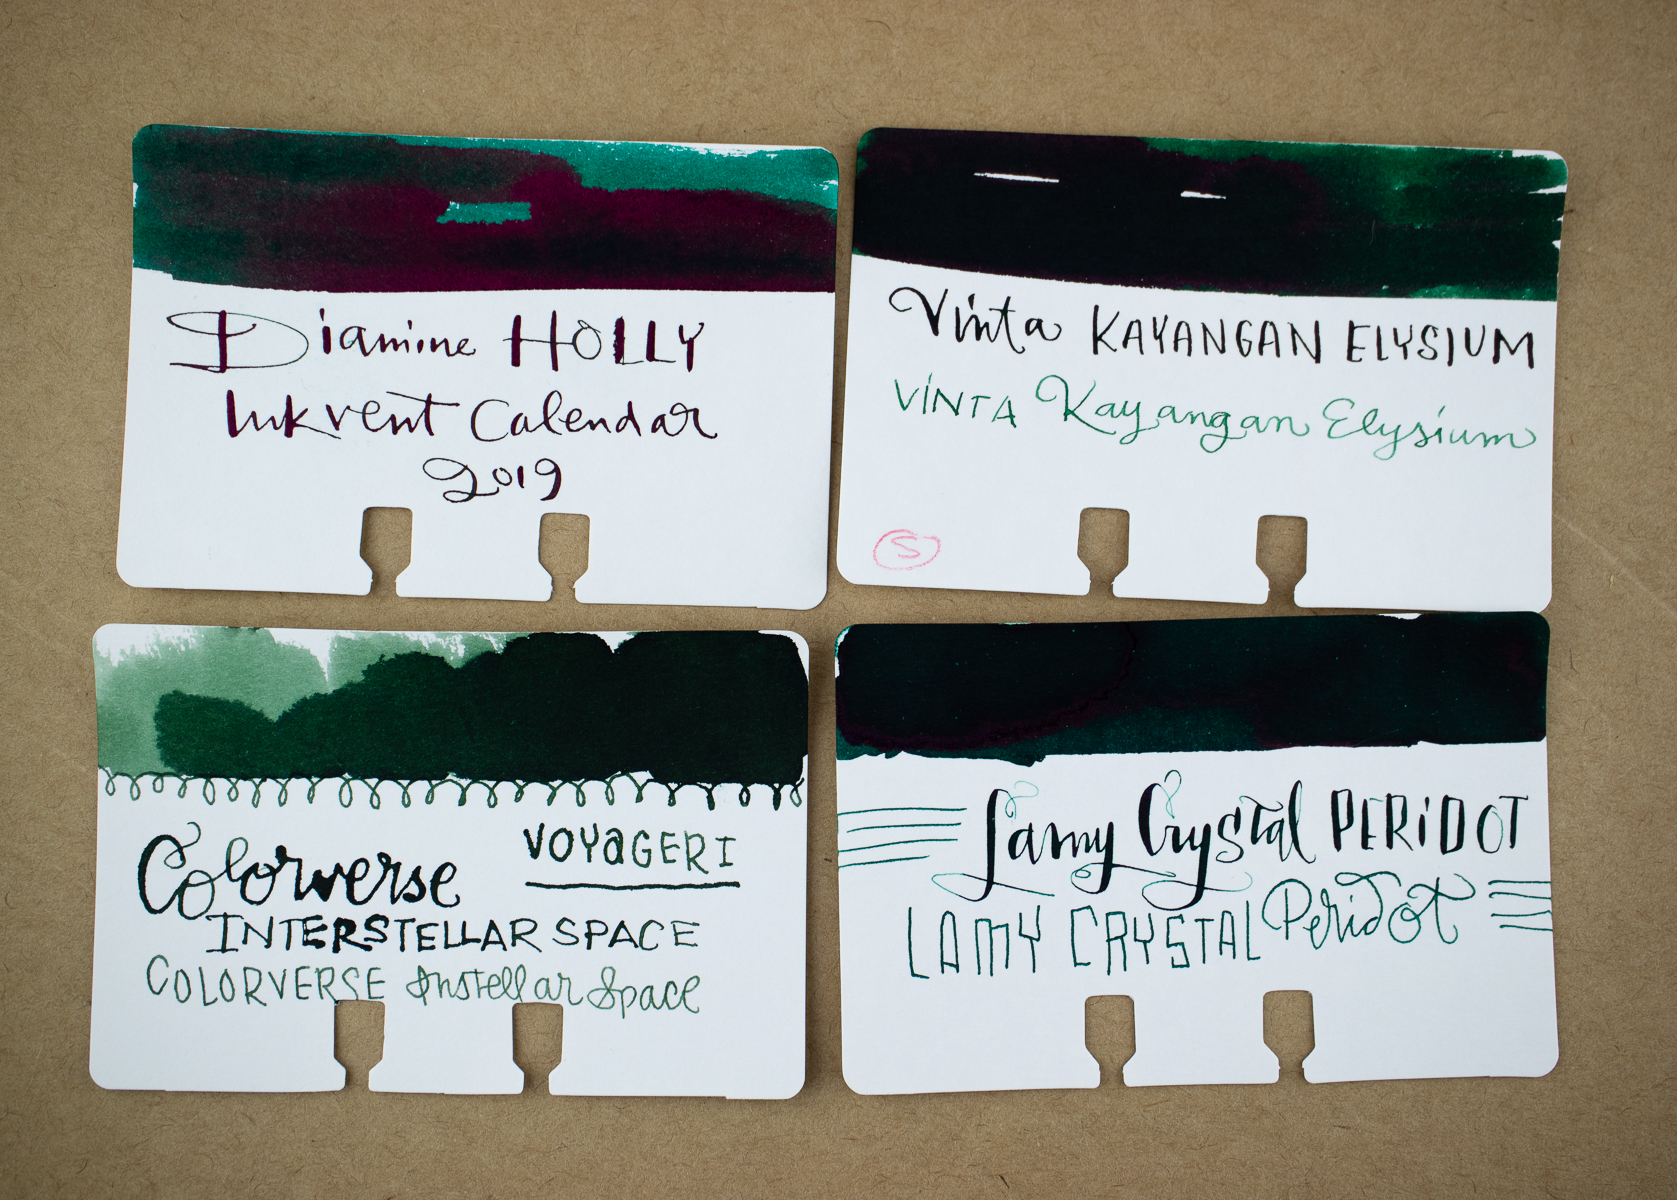 Diamine HOLLY
Inkvent Calendar
2019
Vinta KAYANGAN ELYSIUM
VINTA Kayangan Elysium
S
Colorverse VOYAGER I
INTERSTELLAR SPACE
COLORVERSE Instellar Space
Lamy Crystal PERIDOT
LAMY CRYSTAL Peridot